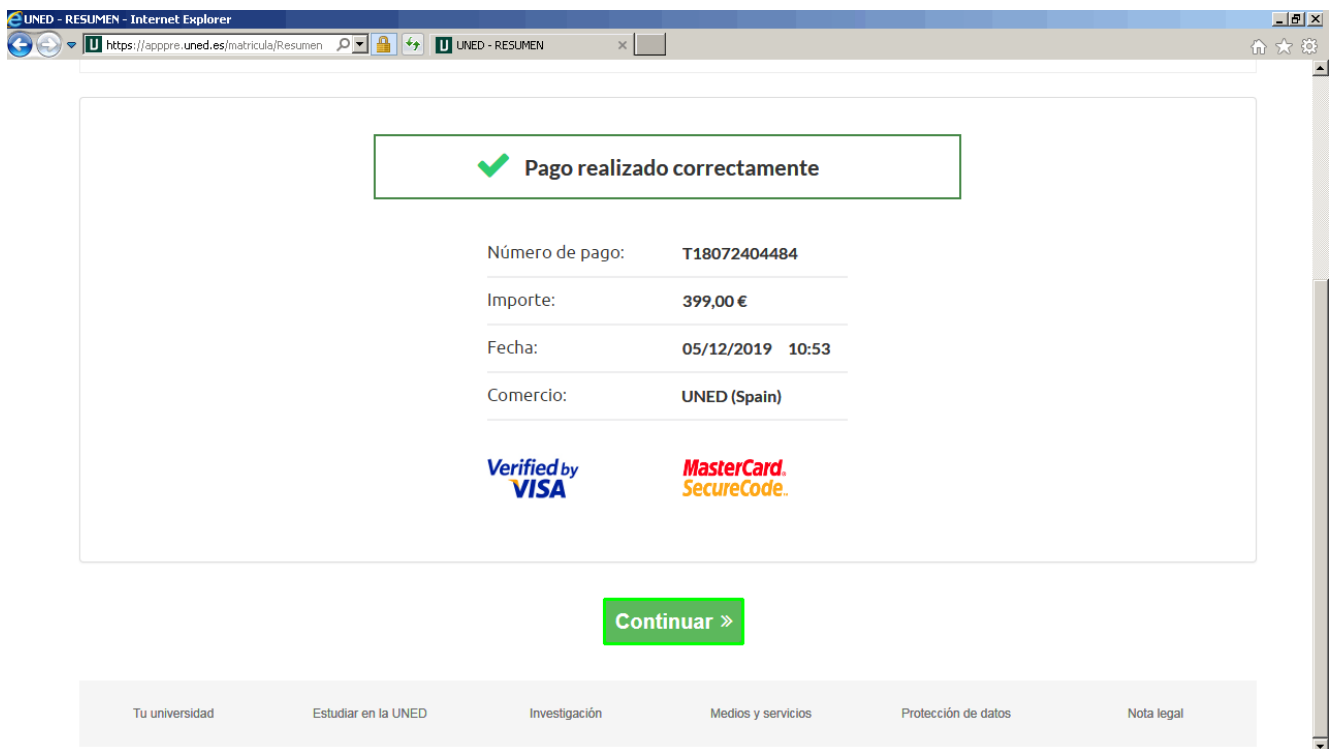 UNED - RESUMEN - Internet Explorer
https://apppre.uned.es/matricula/Resumen
UNED - RESUMEN
Pago realizado correctamente
Número de pago: T18072404484
Importe: 399,00 €
Fecha: 05/12/2019 10:53
Comercio: UNED (Spain)
Verified by
VISA
MasterCard.
SecureCode.
Continuar »
Tu universidad Estudiar en la UNED Investigación Medios y servicios Protección de datos Nota legal